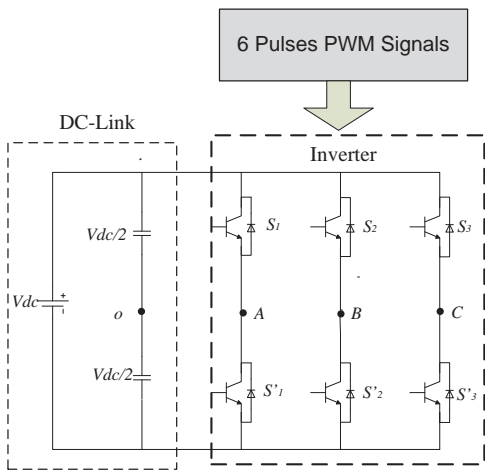 6 Pulses PWM Signals
DC-Link
Inverter
Vdc/2
S1
S2
S3
Vdc
+
-
o
A
B
C
Vdc/2
S'1
S'2
S'3